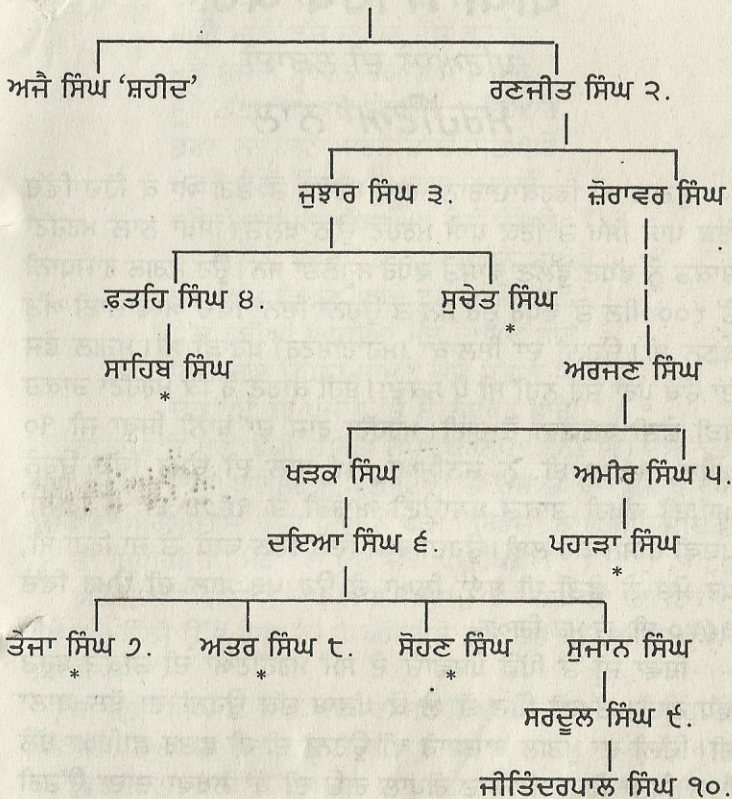 ਅਜੈ ਸਿੰਘ ‘ਸ਼ਹੀਦ’ ਰਣਜੀਤ ਸਿੰਘ ੨.
ਜੁਝਾਰ ਸਿੰਘ ੩. ਜ਼ੋਰਾਵਰ ਸਿੰਘ
ਫ਼ਤਹਿ ਸਿੰਘ ੪. ਸੁਚੇਤ ਸਿੰਘ
*
ਸਾਹਿਬ ਸਿੰਘ ਅਰਜਣ ਸਿੰਘ
*
ਖੜਕ ਸਿੰਘ ਅਮੀਰ ਸਿੰਘ ੫.
ਦਇਆ ਸਿੰਘ ੬. ਪਹਾੜਾ ਸਿੰਘ
*
ਤੇਜਾ ਸਿੰਘ ੭. ਅਤਰ ਸਿੰਘ ੮. ਸੋਹਣ ਸਿੰਘ ਸੁਜਾਨ ਸਿੰਘ
* * *
ਸਰਦੂਲ ਸਿੰਘ ੯.
ਜੀਤਿੰਦਰਪਾਲ ਸਿੰਘ ੧੦.